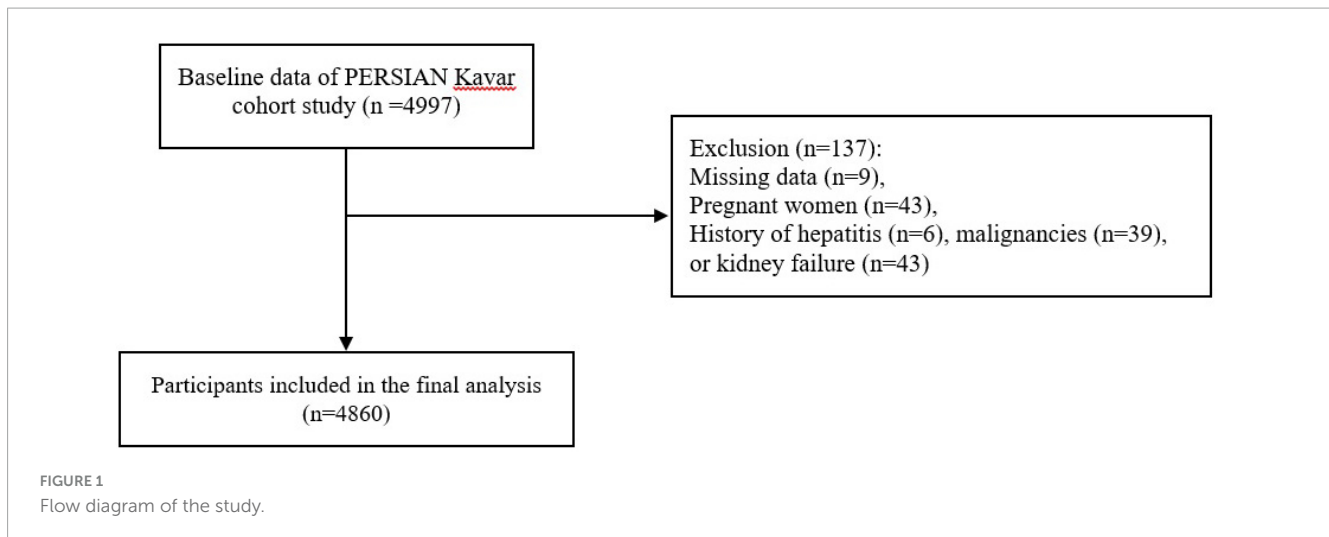 Baseline data of PERSIAN Kavar
cohort study (n =4997)
Exclusion (n=137):
Missing data (n=9),
Pregnant women (n=43),
History of hepatitis (n=6), malignancies (n=39),
or kidney failure (n=43)
Participants included in the final analysis
(n=4860)
FIGURE 1
Flow diagram of the study.